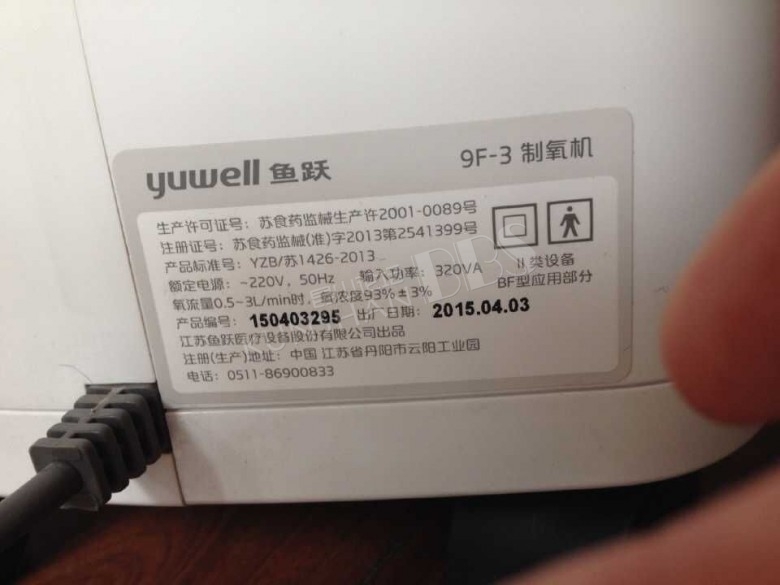 yuwell 鱼跃
9F-3 制氧机
生产许可证号：苏食药监械生产许2001-0089号
注册证号：苏食药监械(准)字2013第2541399号
产品标准号：YZB/苏1426-2013
额定电源：~220V，50Hz 输入功率：320VA
氧流量0.5~3L/min时，氧浓度93%±3%
II 类设备
BF型应用部分
产品编号：150403295 出厂日期：2015.04.03
江苏鱼跃医疗设备股份有限公司出品
注册(生产)地址：中国 江苏省丹阳市云阳工业园
电话：0511-86900833
DBS